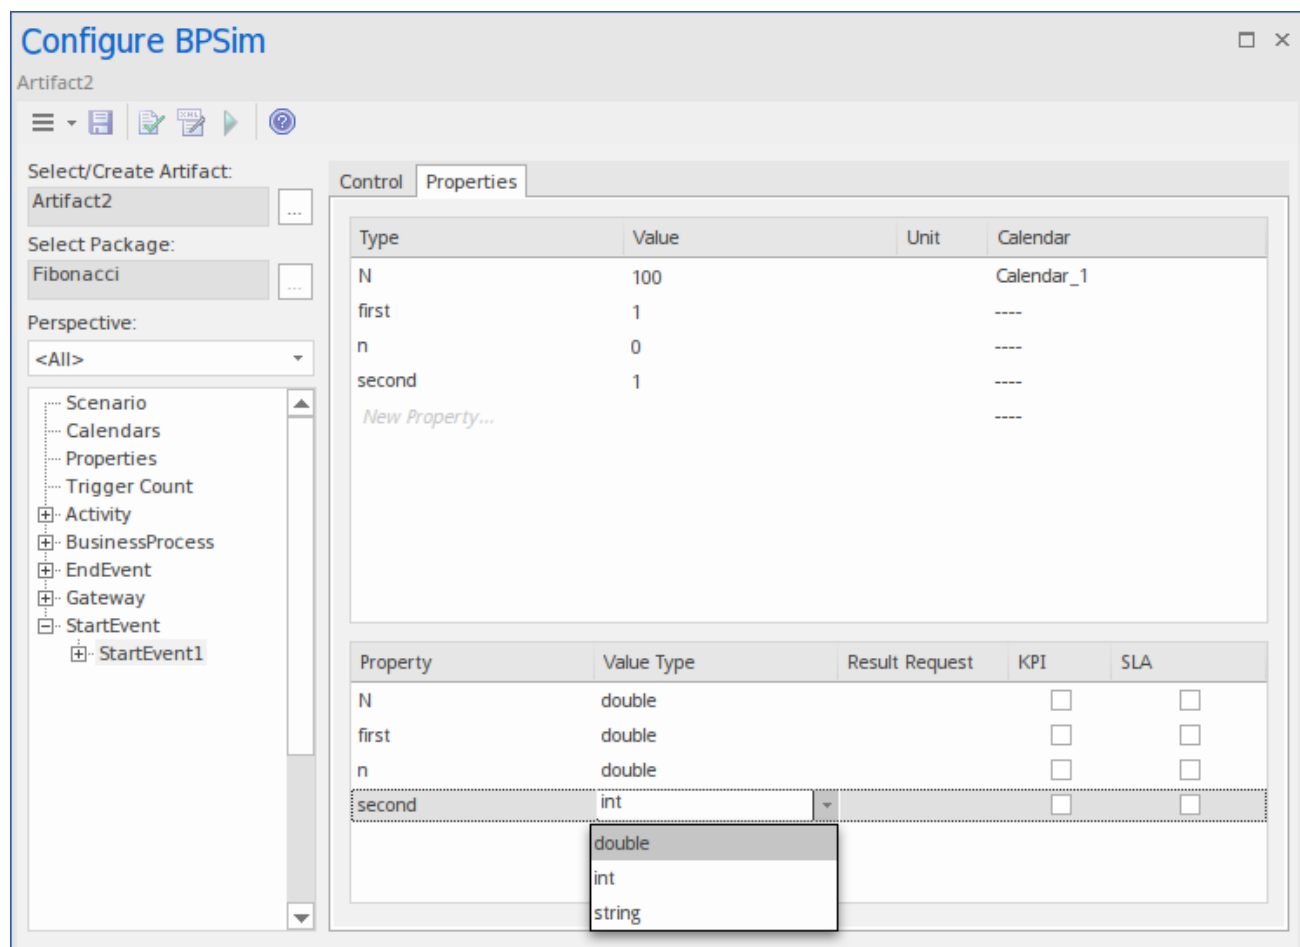 Configure BPSim
Artifact2
Select/Create Artifact:
Artifact2
...
Select Package:
Fibonacci
...
Perspective:
<All>
Scenario
Calendars
Properties
Trigger Count
Activity
BusinessProcess
EndEvent
Gateway
StartEvent
StartEvent1
Control Properties
Type Value Unit Calendar
N 100 Calendar_1
first 1 ----
n 0 ----
second 1 ----
New Property... ----
Property Value Type Result Request KPI SLA
N double
first double
n double
second int
double
int
string